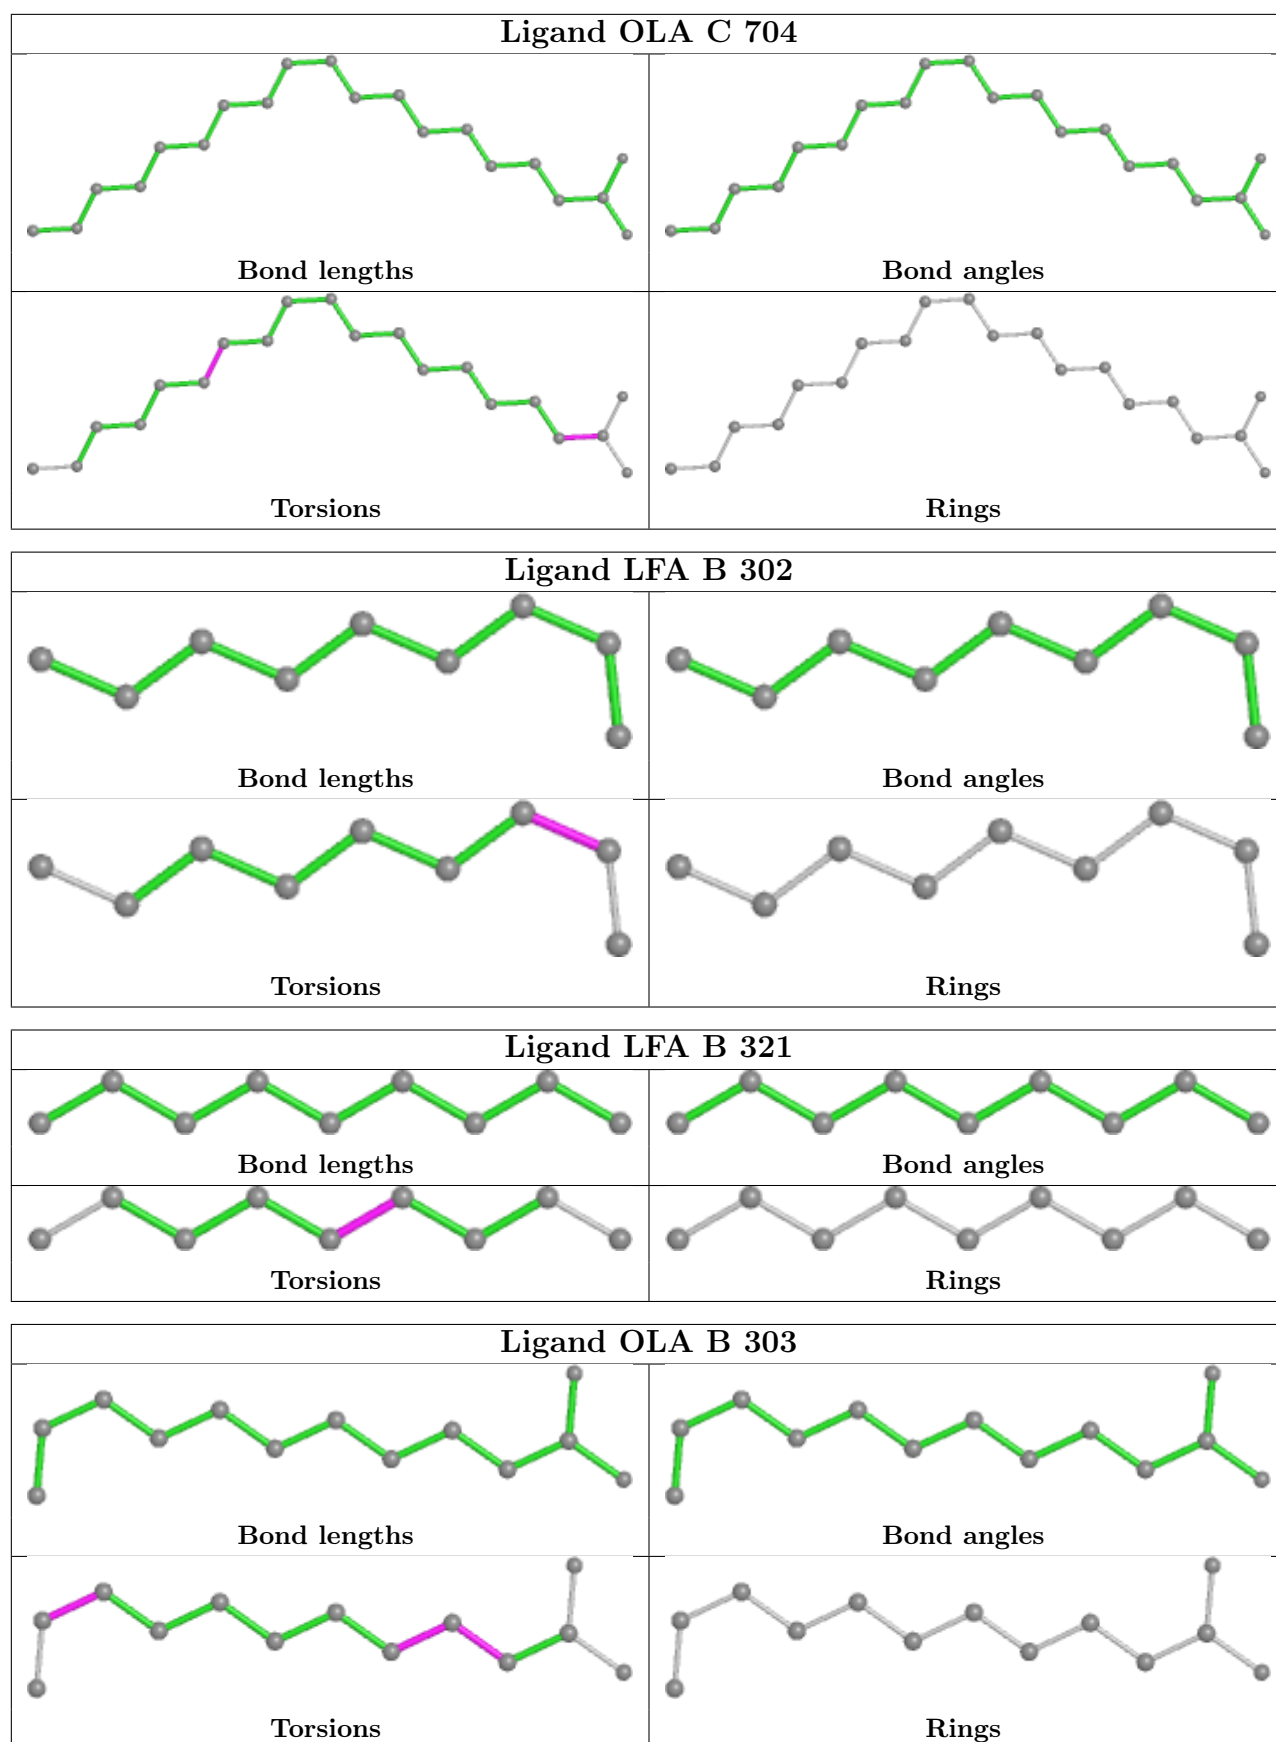 Ligand OLA C 704
Bond lengths
Bond angles
Torsions
Rings
Ligand LFA B 302
Bond lengths
Bond angles
Torsions
Rings
Ligand LFA B 321
Bond lengths
Bond angles
Torsions
Rings
Ligand OLA B 303
Bond lengths
Bond angles
Torsions
Rings